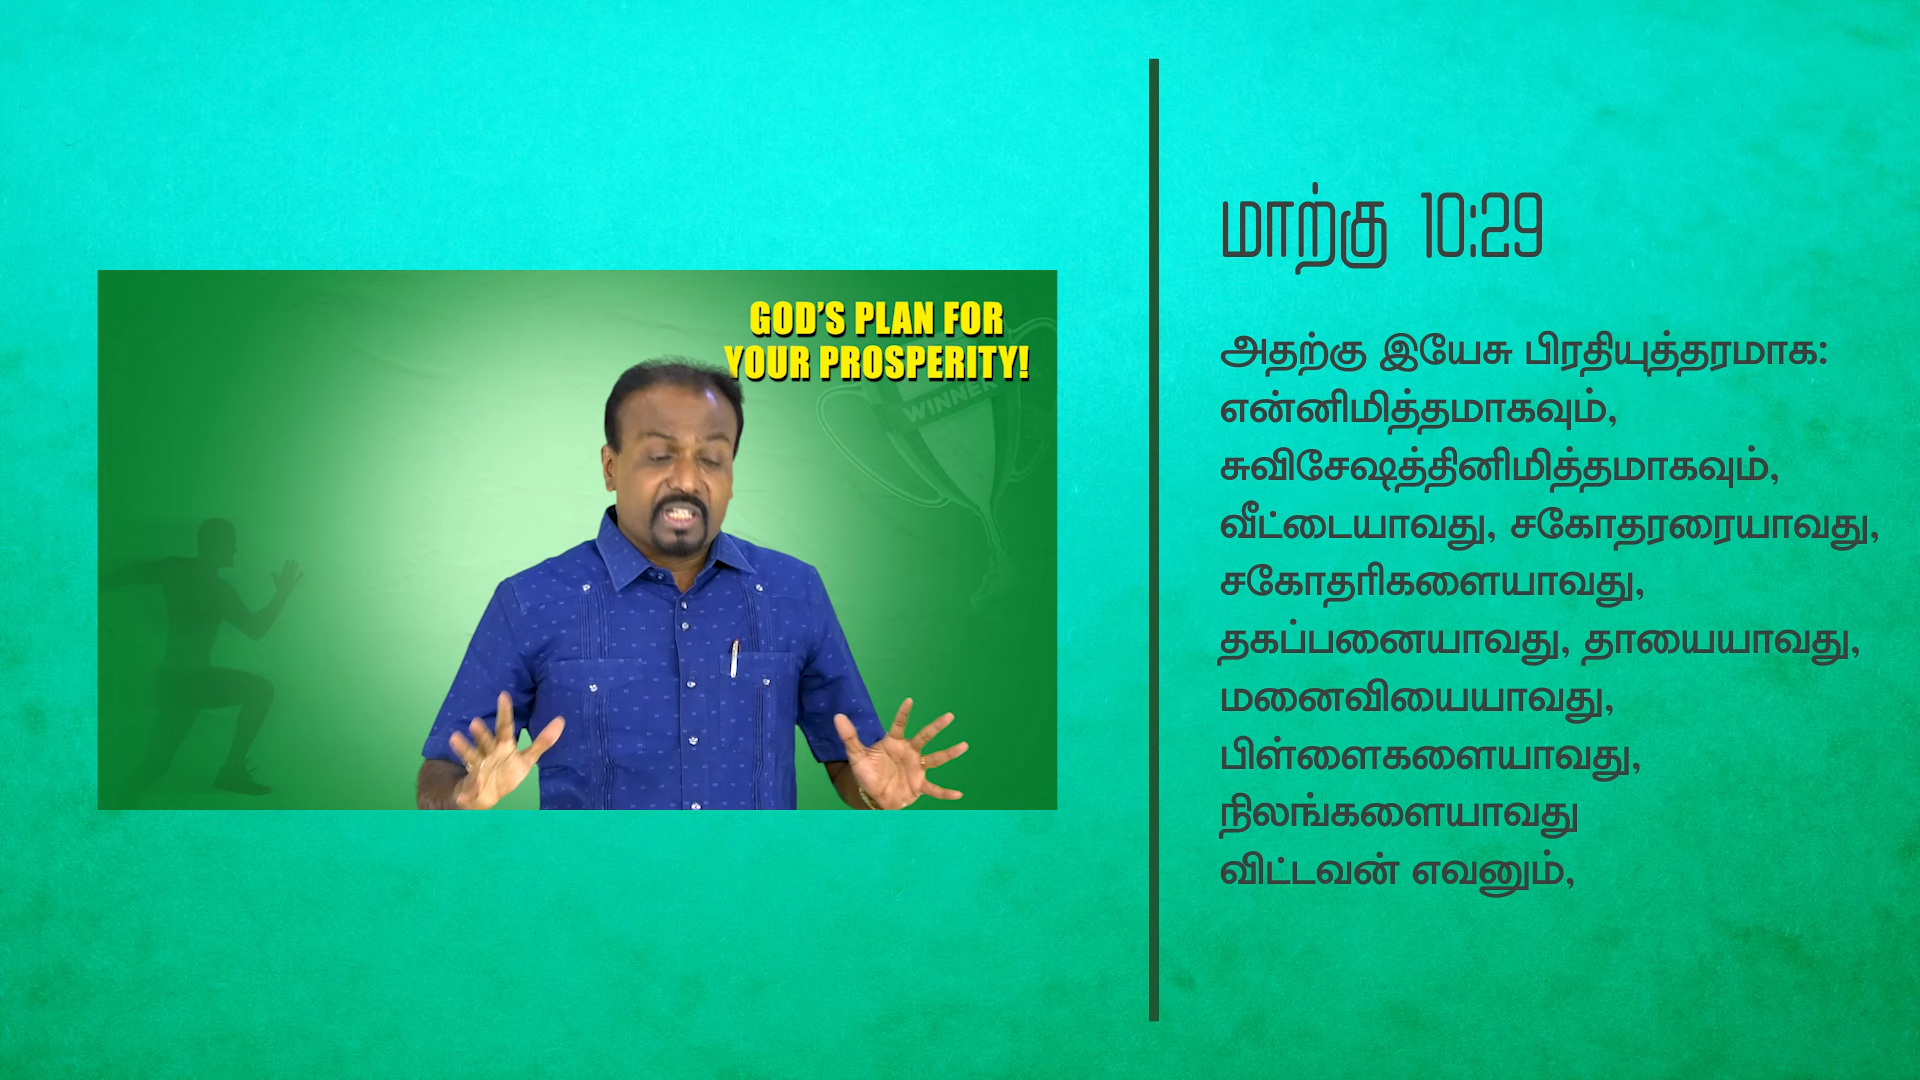 GOD'S PLAN FOR
YOUR PROSPERITY!
WINNER
மாற்கு 10:29
அதற்கு இயேசு பிரதியுத்தரமாக:
என்னிமித்தமாகவும்,
சுவிசேஷத்தினிமித்தமாகவும்,
வீட்டையாவது, சகோதரரையாவது,
சகோதரிகளையாவது,
தகப்பனையாவது, தாயையாவது,
மனைவியையாவது,
பிள்ளைகளையாவது,
நிலங்களையாவது
விட்டவன் எவனும்,